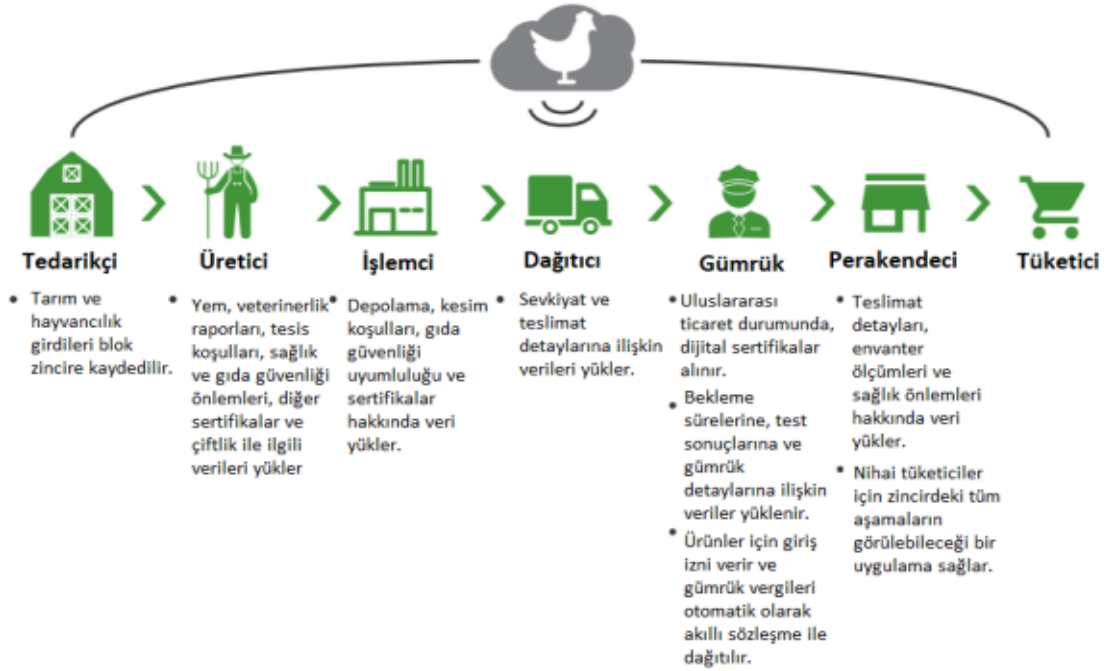 Tedarikçi
• Tarım ve
hayvancılık
girdileri blok
zincire kaydedilir.
Üretici
• Yem, veterinerlik
raporları, tesis
koşulları, sağlık
ve gıda güvenliği
önlemleri, diğer
sertifikalar ve
çiftlik ile ilgili
verileri yükler
İşlemci
• Depolama, kesim
koşulları, gıda
güvenliği
uyumluluğu ve
sertifikalar
hakkında veri
yükler.
Dağıtıcı
• Sevkiyat ve
teslimat
detaylarına ilişkin
verileri yükler.
Gümrük
• Uluslararası
ticaret durumunda,
dijital sertifikalar
alınır.
• Bekleme
sürelerine, test
sonuçlarına ve
gümrük
detaylarına ilişkin
veriler yüklenir.
• Ürünler için giriş
izni verir ve
gümrük vergileri
otomatik olarak
akıllı sözleşme ile
dağıtılır.
Perakendeci
• Teslimat
detayları,
envanter
ölçümleri ve
sağlık önlemleri
hakkında veri
yükler.
• Nihai tüketiciler
için zincirdeki tüm
aşamaların
görülebileceği bir
uygulama sağlar.
Tüketici